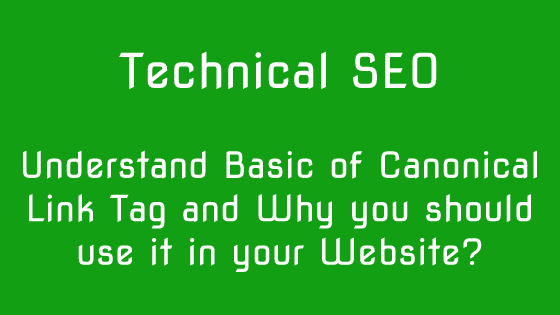 Technical SEO
Understand Basic of Canonical
Link Tag and Why you should
use it in your Website?